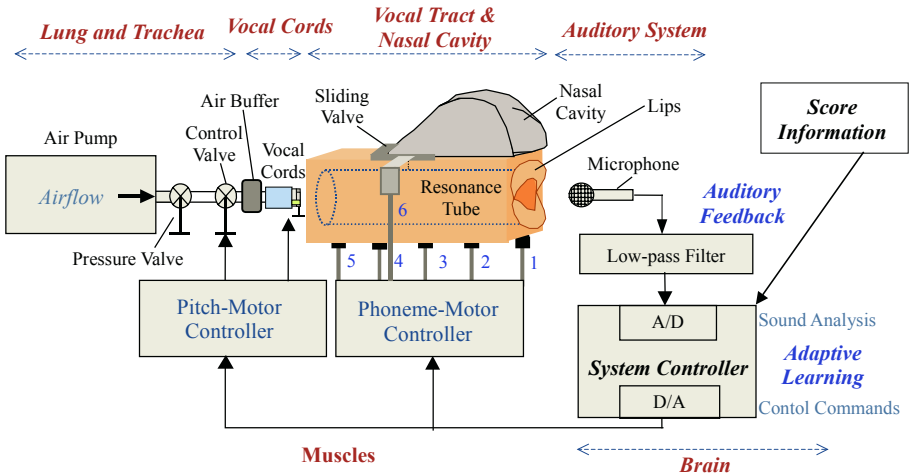 Lung and Trachea
Vocal Cords
Vocal Tract &
Nasal Cavity
Auditory System
Air Pump
Airflow
Pressure Valve
Control
Valve
Air Buffer
Vocal
Cords
Sliding
Valve
Nasal
Cavity
Lips
Resonance
Tube
6
5
4
3
2
1
Microphone
Score
Information
Auditory
Feedback
Low-pass Filter
Pitch-Motor
Controller
Phoneme-Motor
Controller
A/D
Sound Analysis
System Controller
Adaptive
Learning
D/A
Contol Commands
Muscles
Brain